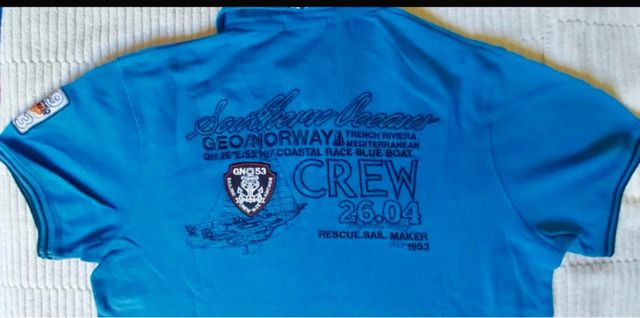 Southern Oceans
GEO/NORWAY
FRENCH RIVIERA
MEDITERRANEAN
COASTAL RACE BLUE BOAT
GN 53
CREW
26.04
RESCUE SAIL MAKER
1953